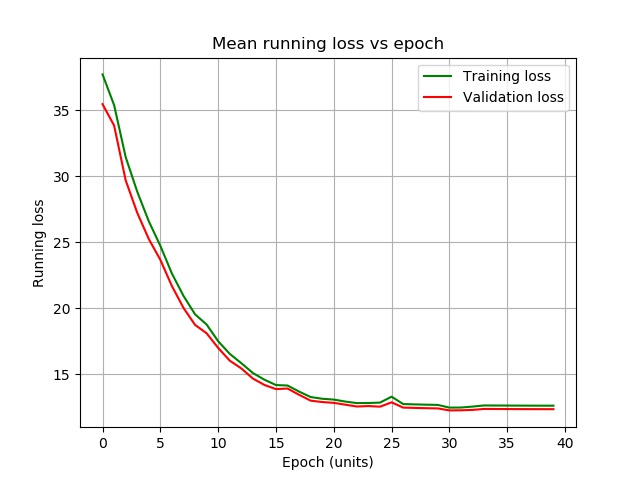 Mean running loss vs epoch
Training loss
Validation loss
Running loss
35
30
25
20
15
0 5 10 15 20 25 30 35 40
Epoch (units)